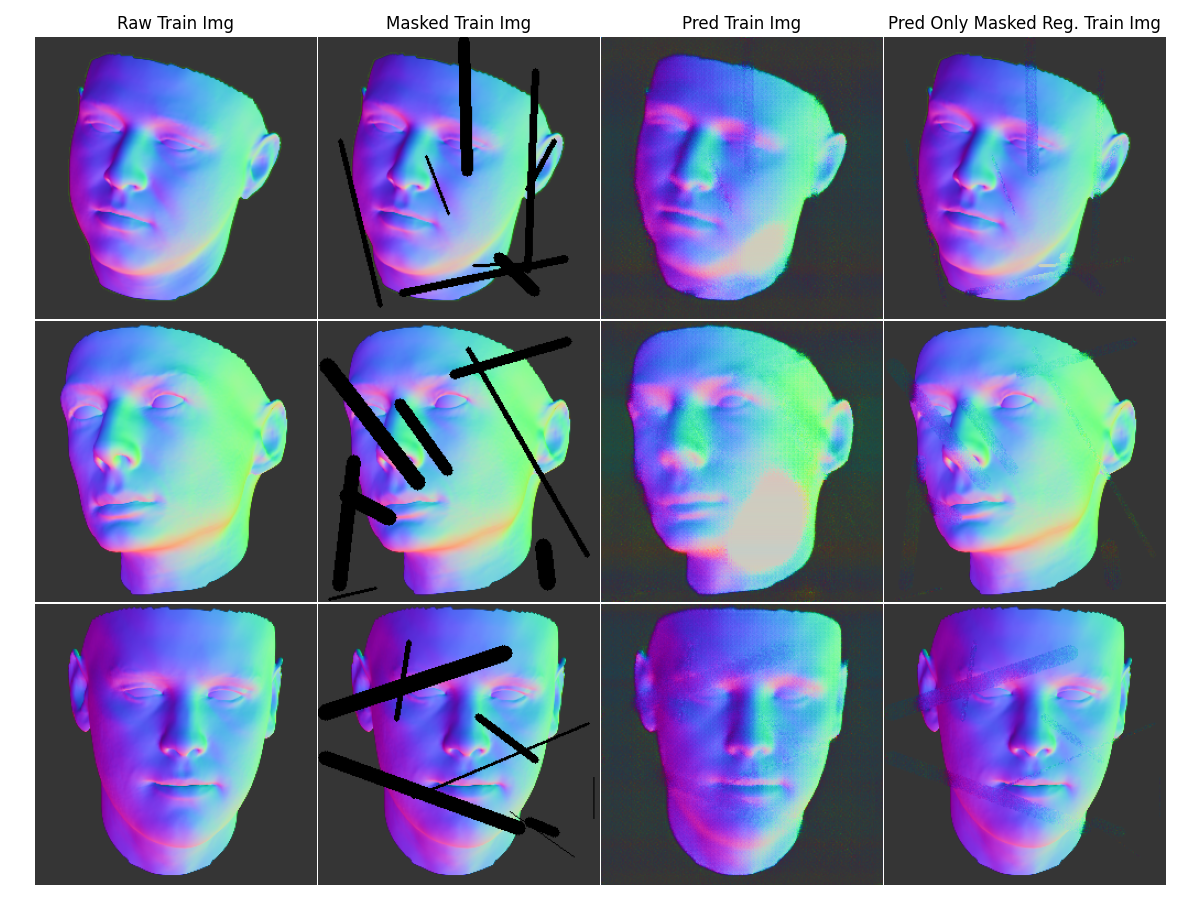 Raw Train Img
Masked Train Img
Pred Train Img
Pred Only Masked Reg. Train Img